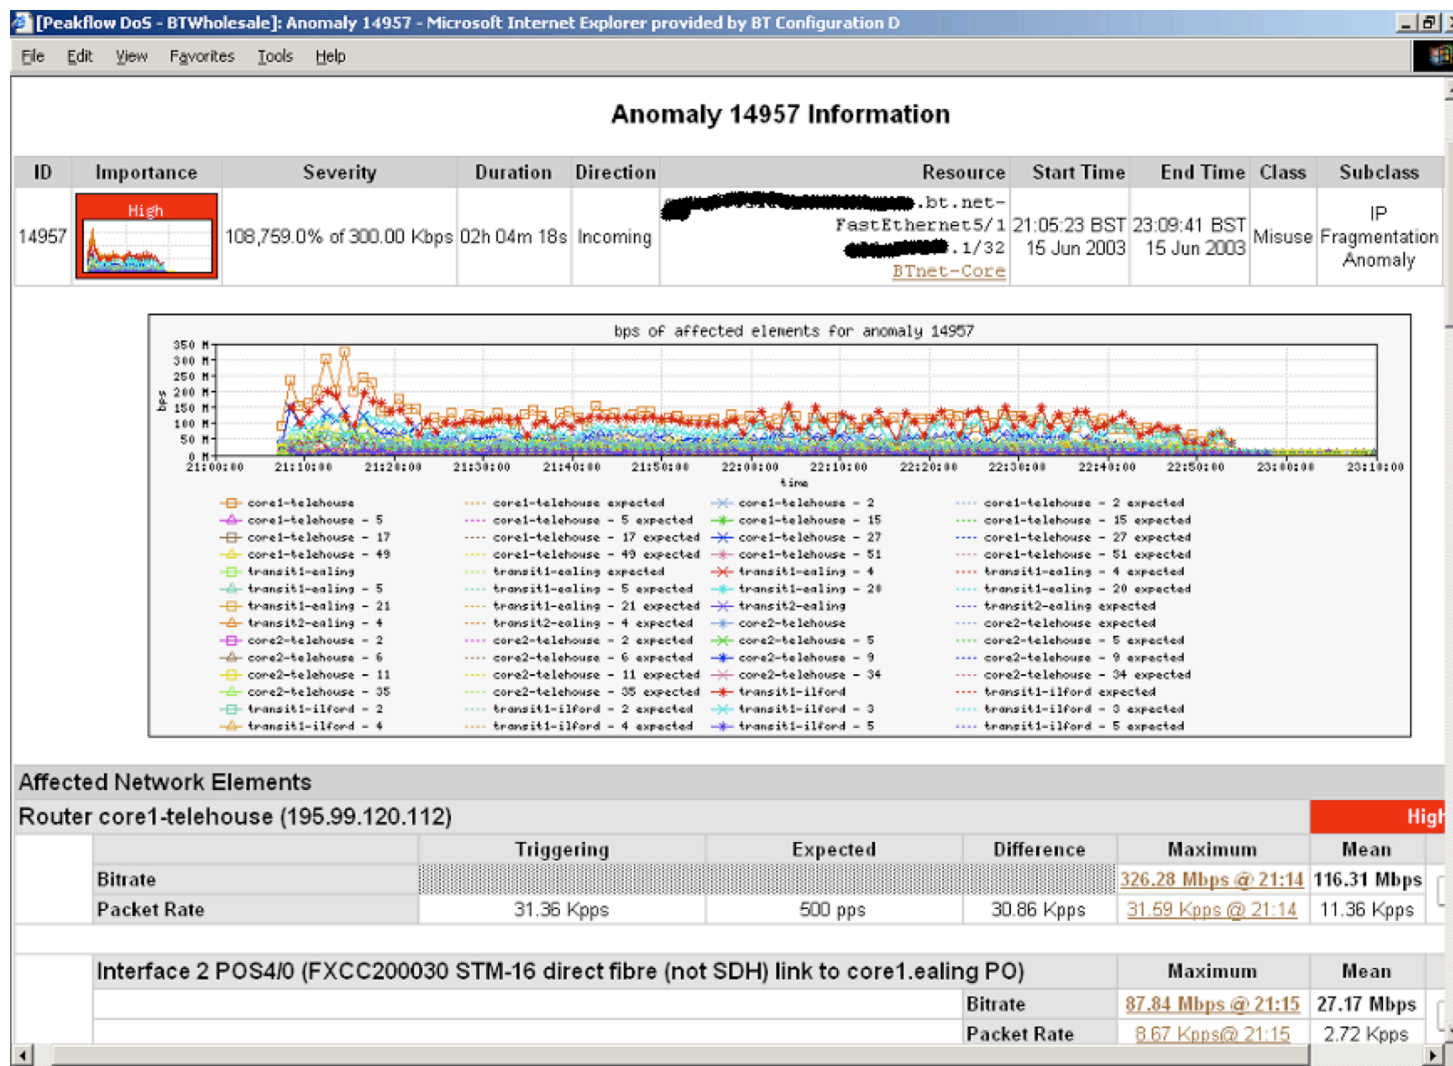 [Peakflow DoS - BTWholesale]: Anomaly 14957 - Microsoft Internet Explorer provided by BT Configuration D
File Edit View Favorites Tools Help
Anomaly 14957 Information
ID Importance Severity Duration Direction Resource Start Time End Time Class Subclass
14957 High 108,759.0% of 300.00 Kbps 02h 04m 18s Incoming .bt.net-FastEthernet5/1 .1/32 BTnet-Core 21:05:23 BST 15 Jun 2003 23:09:41 BST 15 Jun 2003 Misuse IP Fragmentation Anomaly
bps of affected elements for anomaly 14957
350 M
300 M
250 M
200 M
150 M
100 M
50 M
0 M
bps
21:00:00 21:10:00 21:20:00 21:30:00 21:40:00 21:50:00 22:00:00 22:10:00 22:20:00 22:30:00 22:40:00 22:50:00 23:00:00 23:10:00
time
core1-telehouse core1-telehouse expected core1-telehouse - 2 core1-telehouse - 2 expected
core1-telehouse - 5 core1-telehouse - 5 expected core1-telehouse - 15 core1-telehouse - 15 expected
core1-telehouse - 17 core1-telehouse - 17 expected core1-telehouse - 27 core1-telehouse - 27 expected
core1-telehouse - 49 core1-telehouse - 49 expected core1-telehouse - 51 core1-telehouse - 51 expected
transit1-ealing transit1-ealing expected transit1-ealing - 4 transit1-ealing - 4 expected
transit1-ealing - 5 transit1-ealing - 5 expected transit1-ealing - 20 transit1-ealing - 20 expected
transit1-ealing - 21 transit1-ealing - 21 expected transit2-ealing transit2-ealing expected
transit2-ealing - 4 transit2-ealing - 4 expected core2-telehouse core2-telehouse expected
core2-telehouse - 2 core2-telehouse - 2 expected core2-telehouse - 5 core2-telehouse - 5 expected
core2-telehouse - 6 core2-telehouse - 6 expected core2-telehouse - 9 core2-telehouse - 9 expected
core2-telehouse - 11 core2-telehouse - 11 expected core2-telehouse - 34 core2-telehouse - 34 expected
core2-telehouse - 35 core2-telehouse - 35 expected transit1-ilford transit1-ilford expected
transit1-ilford - 2 transit1-ilford - 2 expected transit1-ilford - 3 transit1-ilford - 3 expected
transit1-ilford - 4 transit1-ilford - 4 expected transit1-ilford - 5 transit1-ilford - 5 expected
Affected Network Elements
Router core1-telehouse (195.99.120.112) High
Triggering Expected Difference Maximum Mean
Bitrate 326.28 Mbps @ 21:14 116.31 Mbps
Packet Rate 31.36 Kpps 500 pps 30.86 Kpps 31.59 Kpps @ 21:14 11.36 Kpps
Interface 2 POS4/0 (FXCC200030 STM-16 direct fibre (not SDH) link to core1.ealing PO) Maximum Mean
Bitrate 87.84 Mbps @ 21:15 27.17 Mbps
Packet Rate 8.67 Kpps@ 21:15 2.72 Kpps